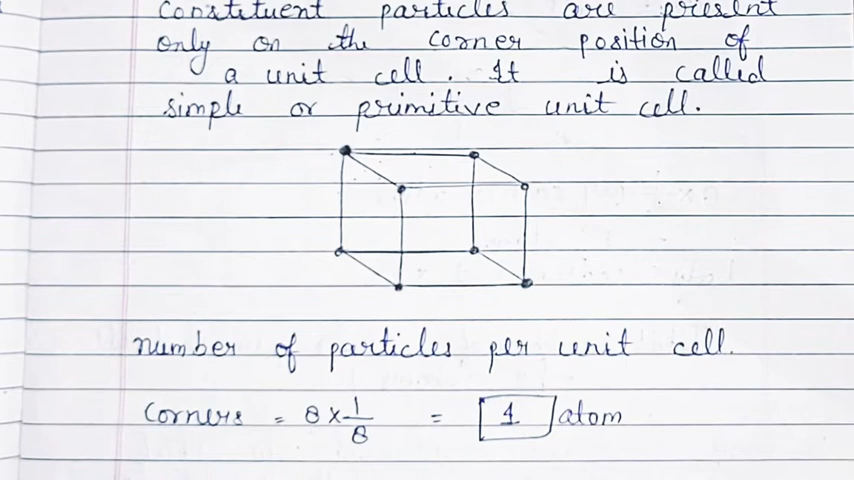 Constituent particles are present
only on the corner position of
a unit cell. It is called
simple or primitive unit cell.
number of particles per unit cell.
Corners = 8 × 1/8 = 1 atom